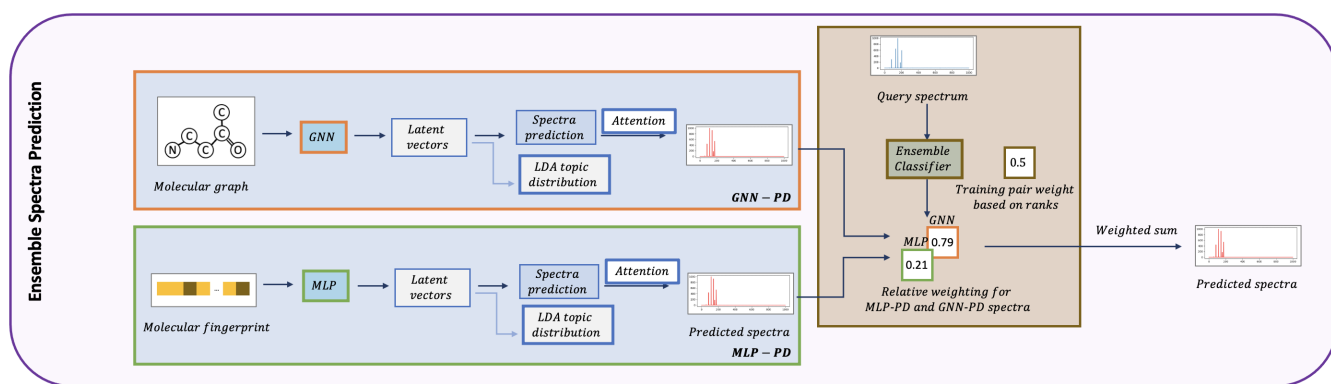 Ensemble Spectra Prediction
C
C
C
N
C
O
Molecular graph
GNN
Latent
vectors
Spectra
prediction
Attention
LDA topic
distribution
GNN − PD
Molecular fingerprint
...
MLP
Latent
vectors
Spectra
prediction
Attention
LDA topic
distribution
Predicted spectra
MLP − PD
Query spectrum
Ensemble
Classifier
0.5
Training pair weight
based on ranks
GNN
0.79
MLP
0.21
Relative weighting for
MLP-PD and GNN-PD spectra
Weighted sum
Predicted spectra